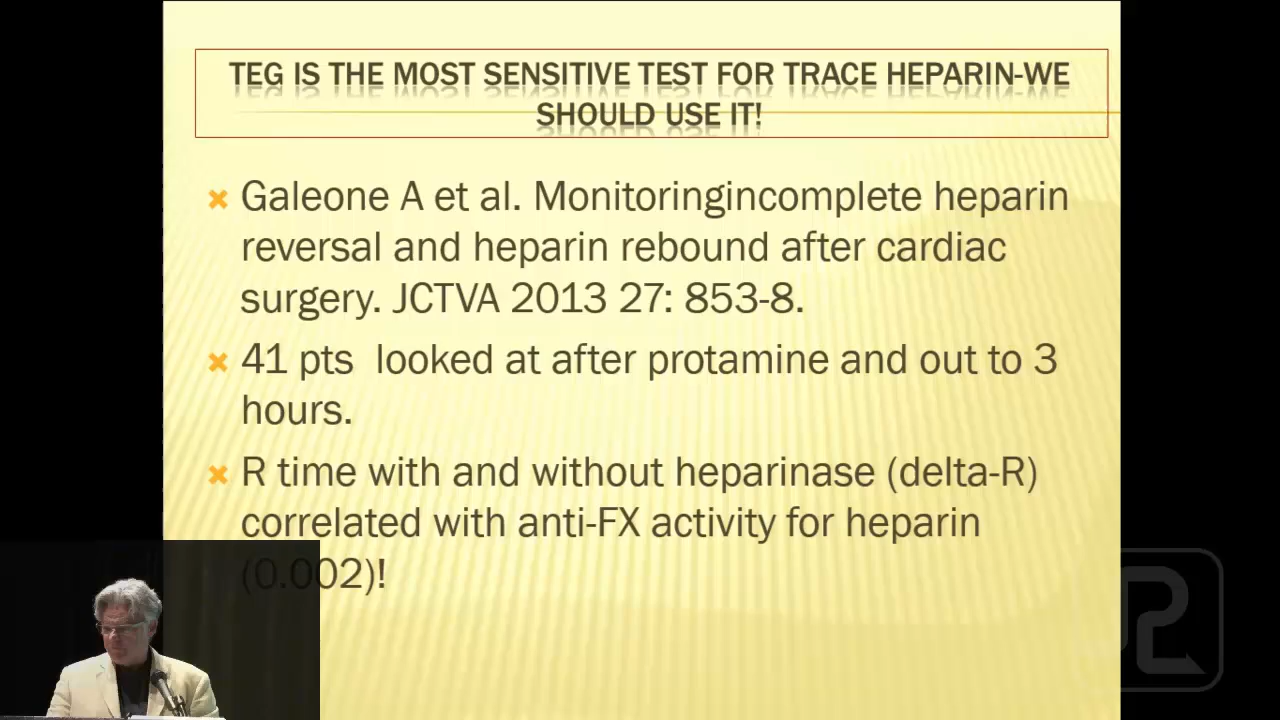 TEG IS THE MOST SENSITIVE TEST FOR TRACE HEPARIN-WE
SHOULD USE IT!
Galeone A et al. Monitoringincomplete heparin
reversal and heparin rebound after cardiac
surgery. JCTVA 2013 27: 853-8.
41 pts looked at after protamine and out to 3
hours.
R time with and without heparinase (delta-R)
correlated with anti-FX activity for heparin
(0.002)!